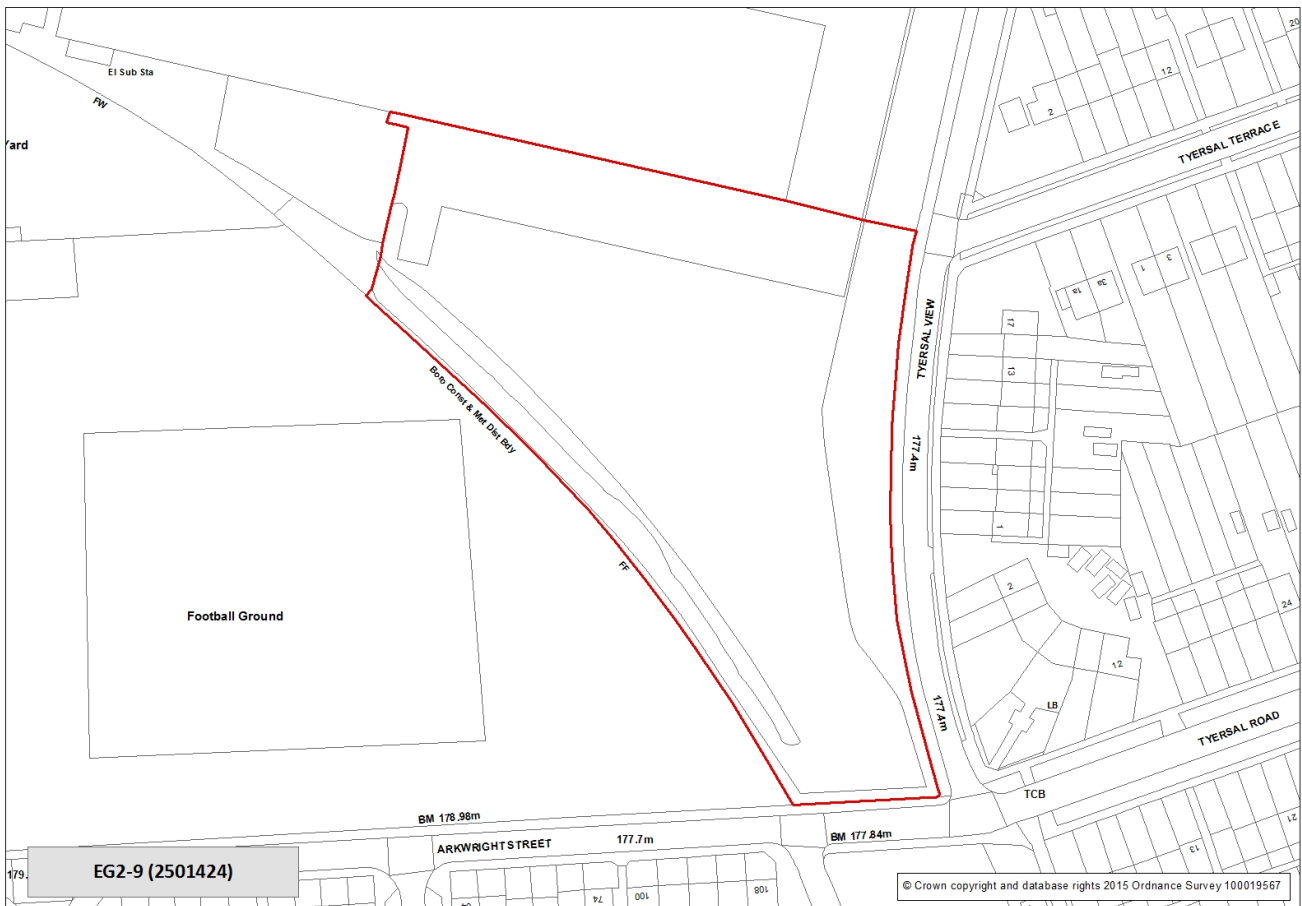 El Sub Sta
FW
Yard
20
12
2
TYERSAL TERRACE
3
1
3a
1a
17
13
TYERSAL VIEW
Boro Const & Met Dist Bdy
177.4m
1
FF
2
24
Football Ground
12
177.4m
LB
TYERSAL ROAD
TCB
BM 178.98m
BM 177.84m
177.7m
ARKWRIGHT STREET
21
13
179.
EG2-9 (2501424)
74
100
108
© Crown copyright and database rights 2015 Ordnance Survey 100019567